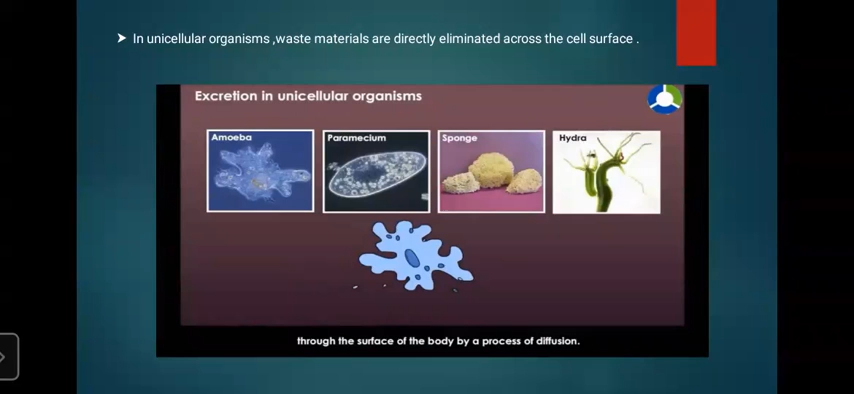 ➤ In unicellular organisms ,waste materials are directly eliminated across the cell surface .
Excretion in unicellular organisms
Amoeba
Paramecium
Sponge
Hydra
through the surface of the body by a process of diffusion.